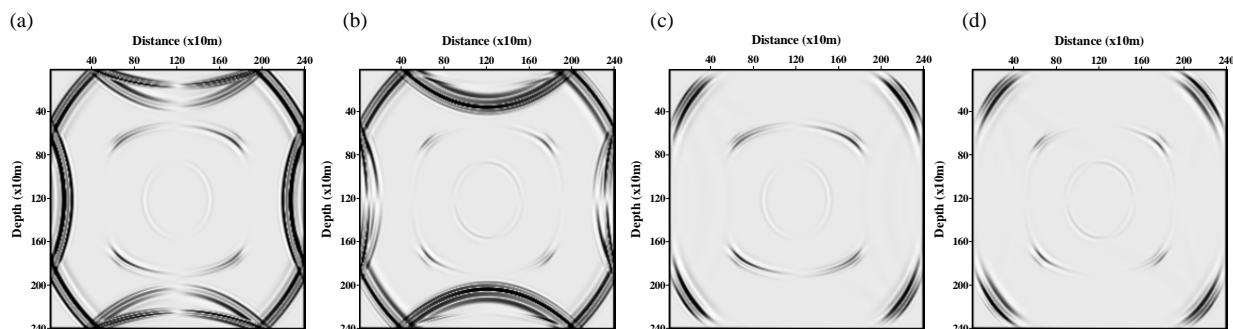 (a) (b) (c) (d)
Distance (x10m) Distance (x10m) Distance (x10m) Distance (x10m)
40 80 120 160 200 240 40 80 120 160 200 240 40 80 120 160 200 240 40 80 120 160 200 240
Depth (x10m) Depth (x10m) Depth (x10m) Depth (x10m)
40 40 40 40
80 80 80 80
120 120 120 120
160 160 160 160
200 200 200 200
240 240 240 240